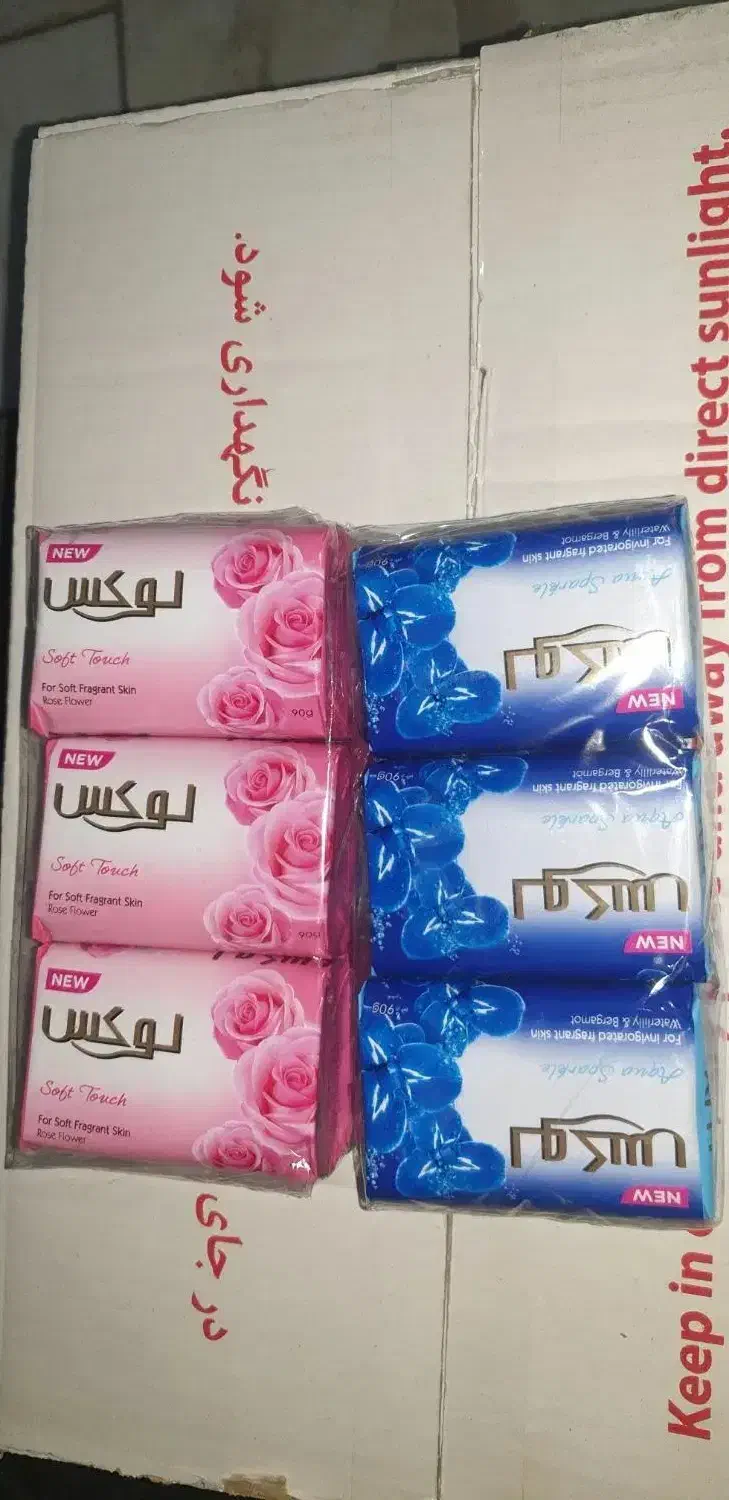 نگهداری شود.
در جای
Keep in
away from direct sunlight.
NEW
لوکس
Soft Touch
For Soft Fragrant Skin
Rose Flower
90g
NEW
لوکس
Soft Touch
For Soft Fragrant Skin
Rose Flower
NEW
لوکس
Soft Touch
For Soft Fragrant Skin
Rose Flower
NEW
لوکس
Aqua Sparkle
For invigorated fragrant skin
Waterlily & Bergamot
90g
NEW
لوکس
Aqua Sparkle
For invigorated fragrant skin
Waterlily & Bergamot
90g
NEW
لوکس
Aqua Sparkle
For invigorated fragrant skin
Waterlily & Bergamot
90g